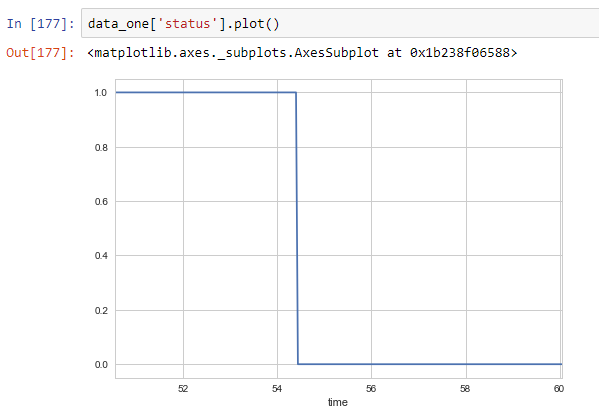 In [177]: data_one['status'].plot()
Out[177]: <matplotlib.axes._subplots.AxesSubplot at 0x1b238f06588>
1.0
0.8
0.6
0.4
0.2
0.0
52 54 56 58 60
time